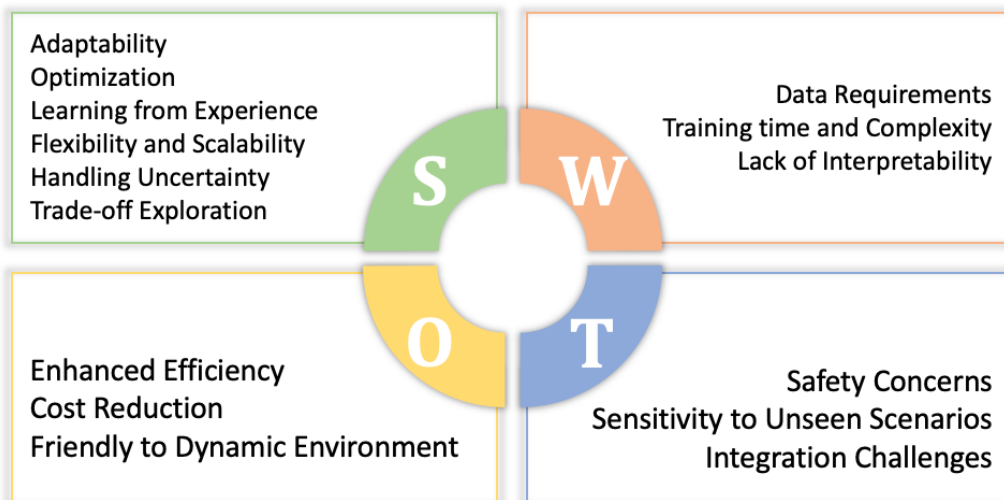 Adaptability
Optimization
Learning from Experience
Flexibility and Scalability
Handling Uncertainty
Trade-off Exploration
S
Data Requirements
Training time and Complexity
Lack of Interpretability
W
Enhanced Efficiency
Cost Reduction
Friendly to Dynamic Environment
O
Safety Concerns
Sensitivity to Unseen Scenarios
Integration Challenges
T